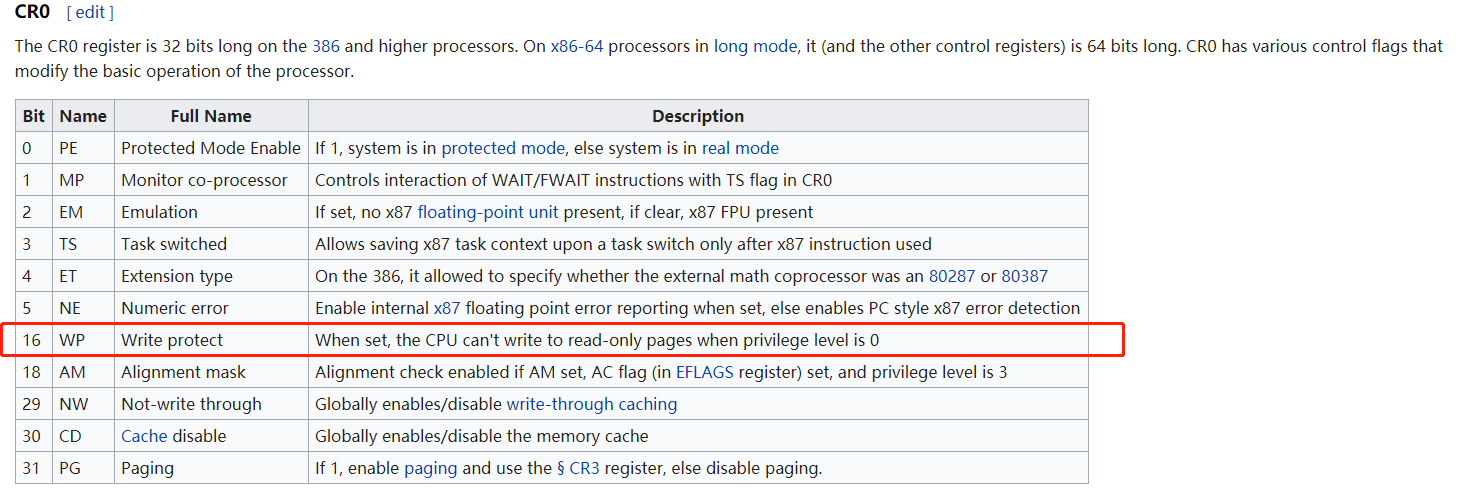 CR0 [ edit ]
The CR0 register is 32 bits long on the 386 and higher processors. On x86-64 processors in long mode, it (and the other control registers) is 64 bits long. CR0 has various control flags that
modify the basic operation of the processor.
Bit Name Full Name Description
0 PE Protected Mode Enable If 1, system is in protected mode, else system is in real mode
1 MP Monitor co-processor Controls interaction of WAIT/FWAIT instructions with TS flag in CR0
2 EM Emulation If set, no x87 floating-point unit present, if clear, x87 FPU present
3 TS Task switched Allows saving x87 task context upon a task switch only after x87 instruction used
4 ET Extension type On the 386, it allowed to specify whether the external math coprocessor was an 80287 or 80387
5 NE Numeric error Enable internal x87 floating point error reporting when set, else enables PC style x87 error detection
16 WP Write protect When set, the CPU can't write to read-only pages when privilege level is 0
18 AM Alignment mask Alignment check enabled if AM set, AC flag (in EFLAGS register) set, and privilege level is 3
29 NW Not-write through Globally enables/disable write-through caching
30 CD Cache disable Globally enables/disable the memory cache
31 PG Paging If 1, enable paging and use the § CR3 register, else disable paging.